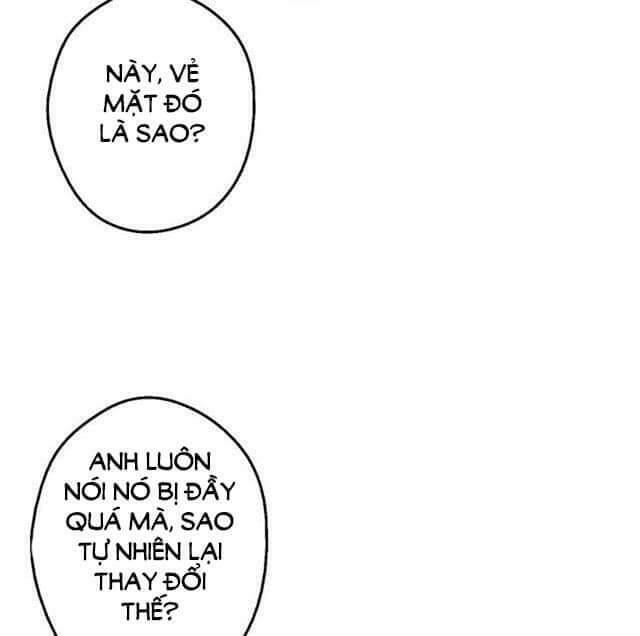 NÀY, VẺ
MẶT ĐÓ
LÀ SAO?
ANH LUÔN
NÓI NÓ BỊ ĐẦY
QUÁ MÀ, SAO
TỰ NHIÊN LẠI
THAY ĐỔI
THẾ?